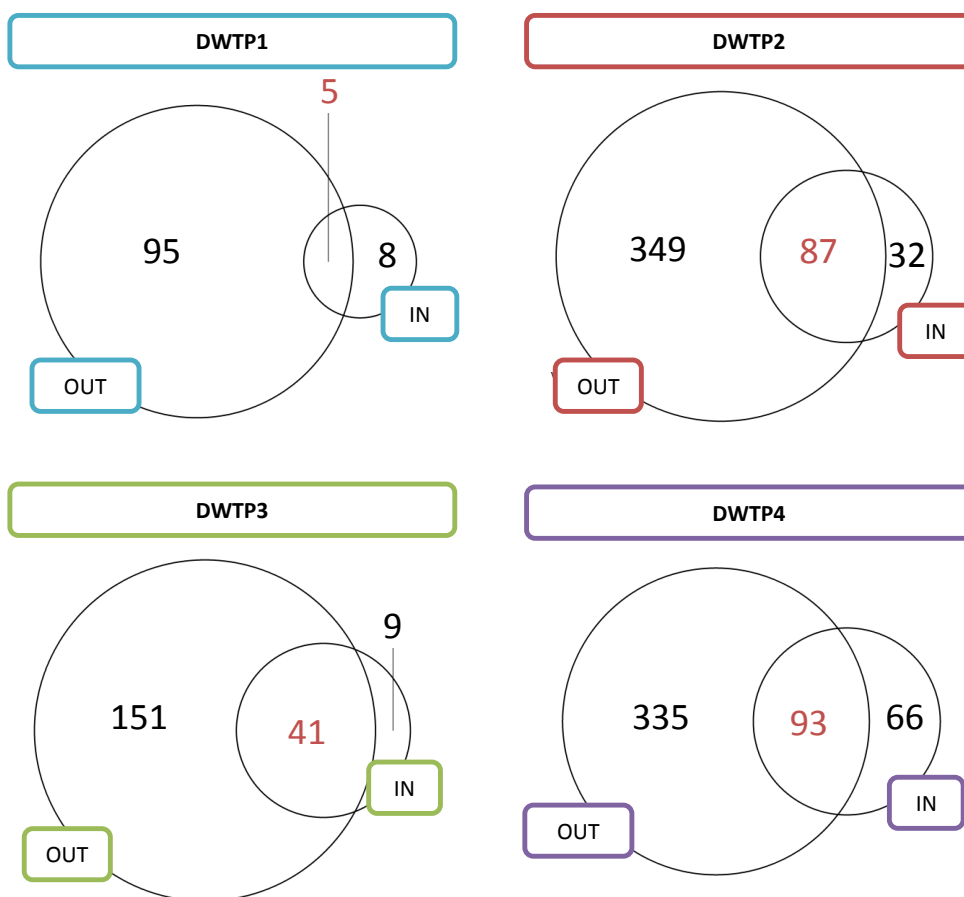 DWTP1
5
95
8
IN
OUT
DWTP2
349
87
32
IN
OUT
DWTP3
9
151
41
IN
OUT
DWTP4
335
93
66
IN
OUT